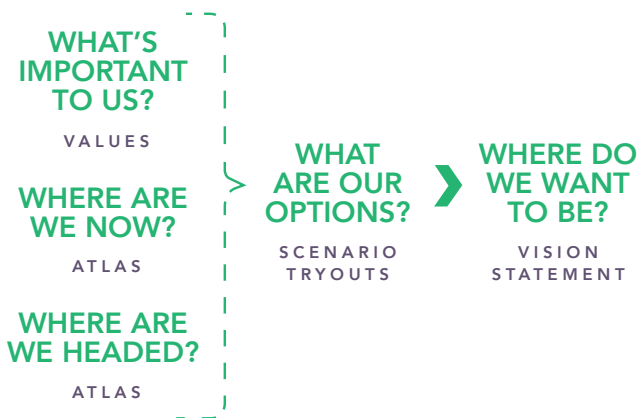 WHAT'S
IMPORTANT
TO US?
VALUES
WHERE ARE
WE NOW?
ATLAS
WHERE ARE
WE HEADED?
ATLAS
WHAT
ARE OUR
OPTIONS?
SCENARIO
TRYOUTS
WHERE DO
WE WANT
TO BE?
VISION
STATEMENT